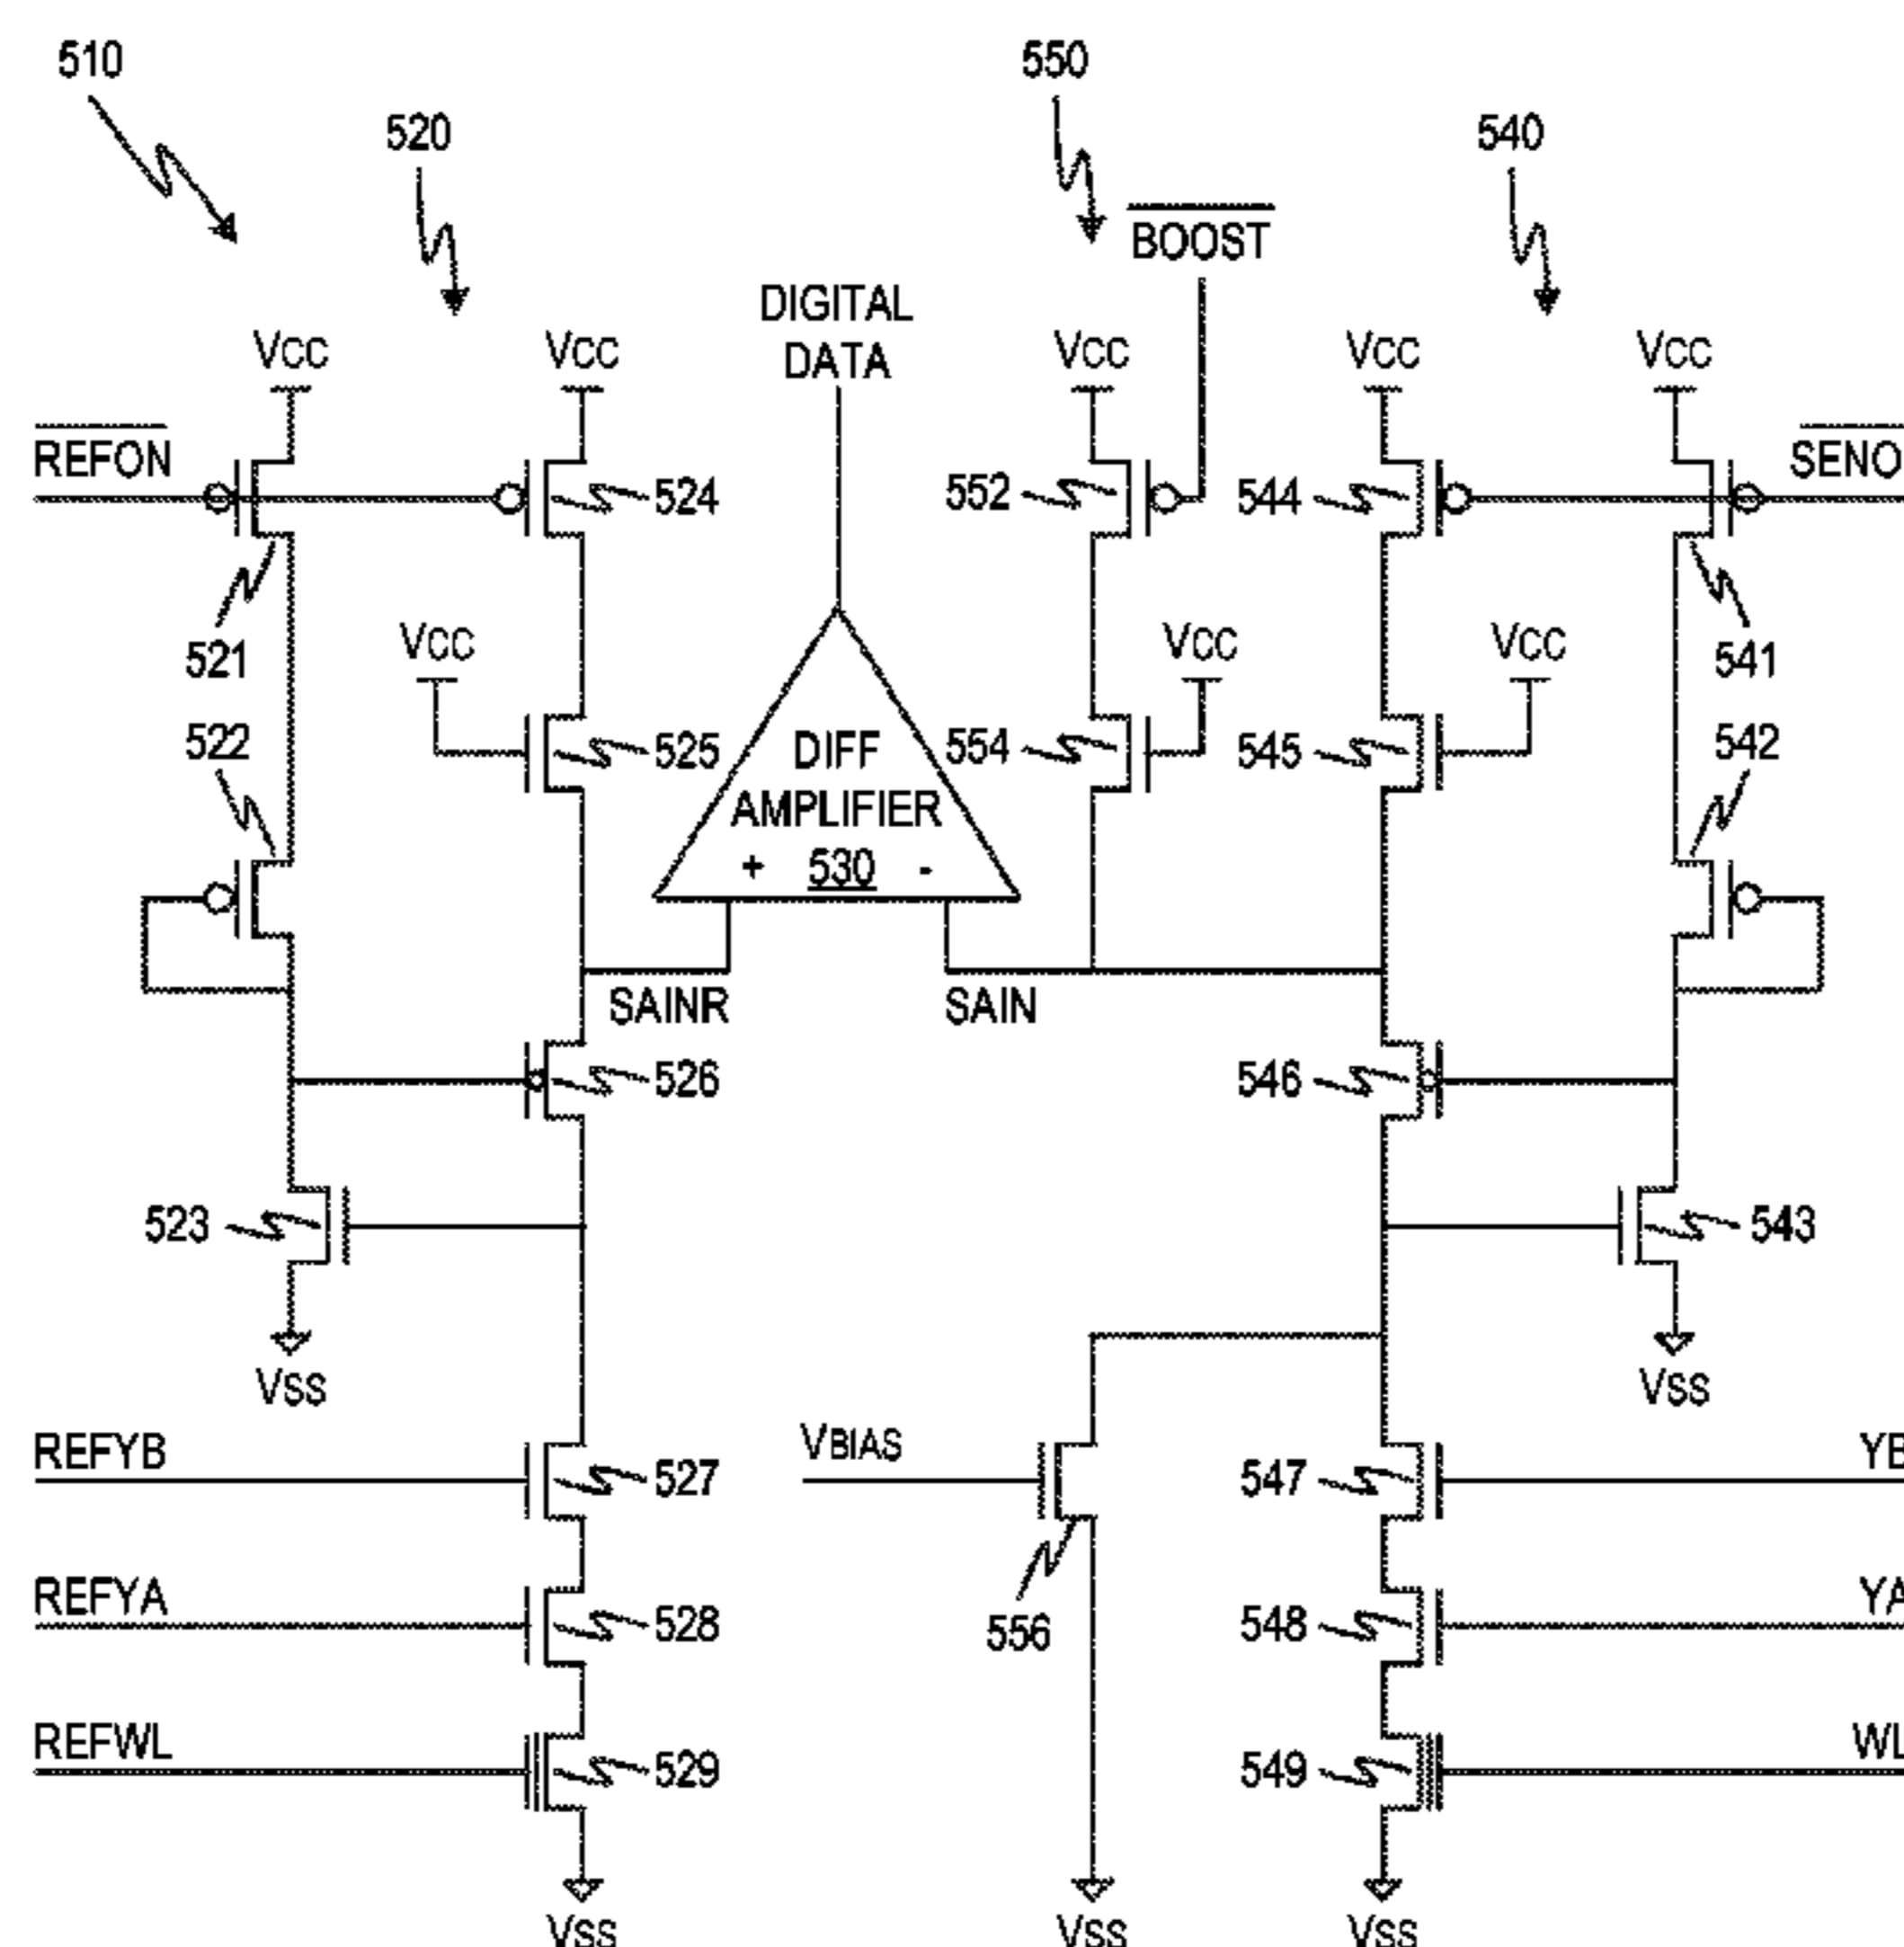 510
550
520
540
BOOST
DIGITAL
DATA
VCC
VCC
VCC
VCC
VCC
REFON
SENO
524
552
544
521
VCC
VCC
VCC
541
522
525
DIFF
AMPLIFIER
+ 530 -
554
545
542
SAINR
SAIN
526
546
523
543
VSS
VSS
REFYB
527
VBIAS
547
YB
REFYA
528
556
548
YA
REFWL
529
549
WL
VSS
VSS
VSS